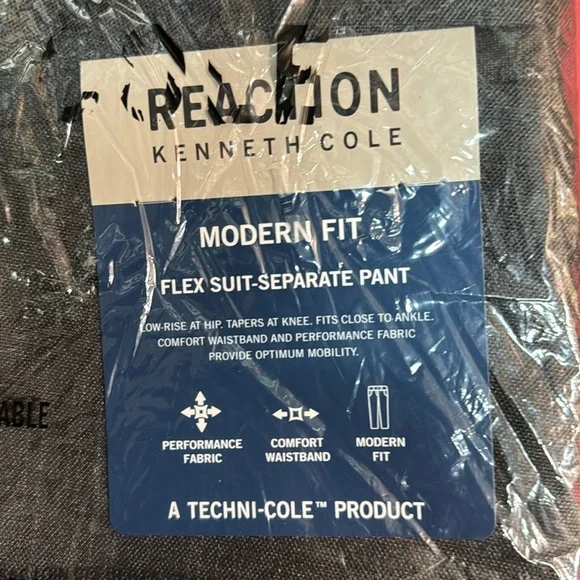 REACTION
KENNETH COLE
MODERN FIT
FLEX SUIT-SEPARATE PANT
LOW-RISE AT HIP. TAPERS AT KNEE. FITS CLOSE TO ANKLE.
COMFORT WAISTBAND AND PERFORMANCE FABRIC
PROVIDE OPTIMUM MOBILITY.
ABLE
PERFORMANCE
FABRIC
COMFORT
WAISTBAND
MODERN
FIT
A TECHNI-COLE™ PRODUCT